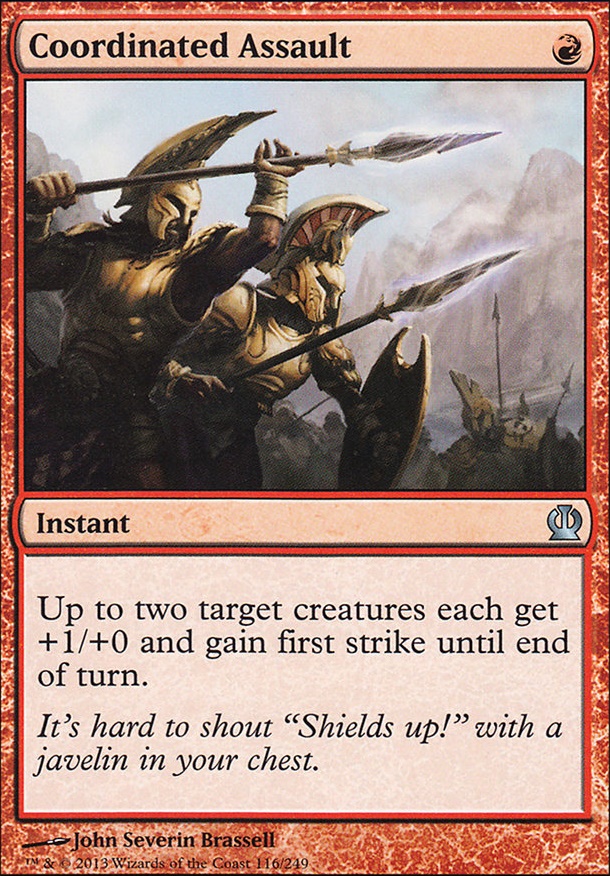 Coordinated Assault
Instant
Up to two target creatures each get
+1/+0 and gain first strike until end
of turn.
It's hard to shout “Shields up!” with a
javelin in your chest.
John Severin Brassell
™ & © 2013 Wizards of the Coast 116/249